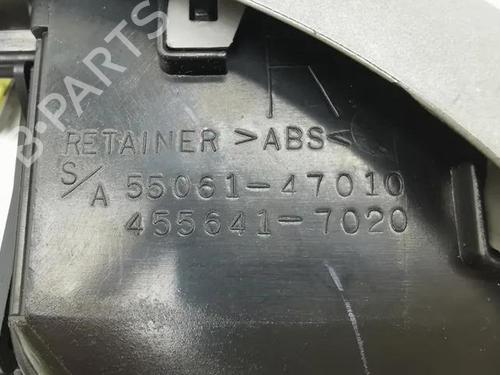 B-PARTS
RETAINER >ABS<
S/A 55061-47010
455641-7020